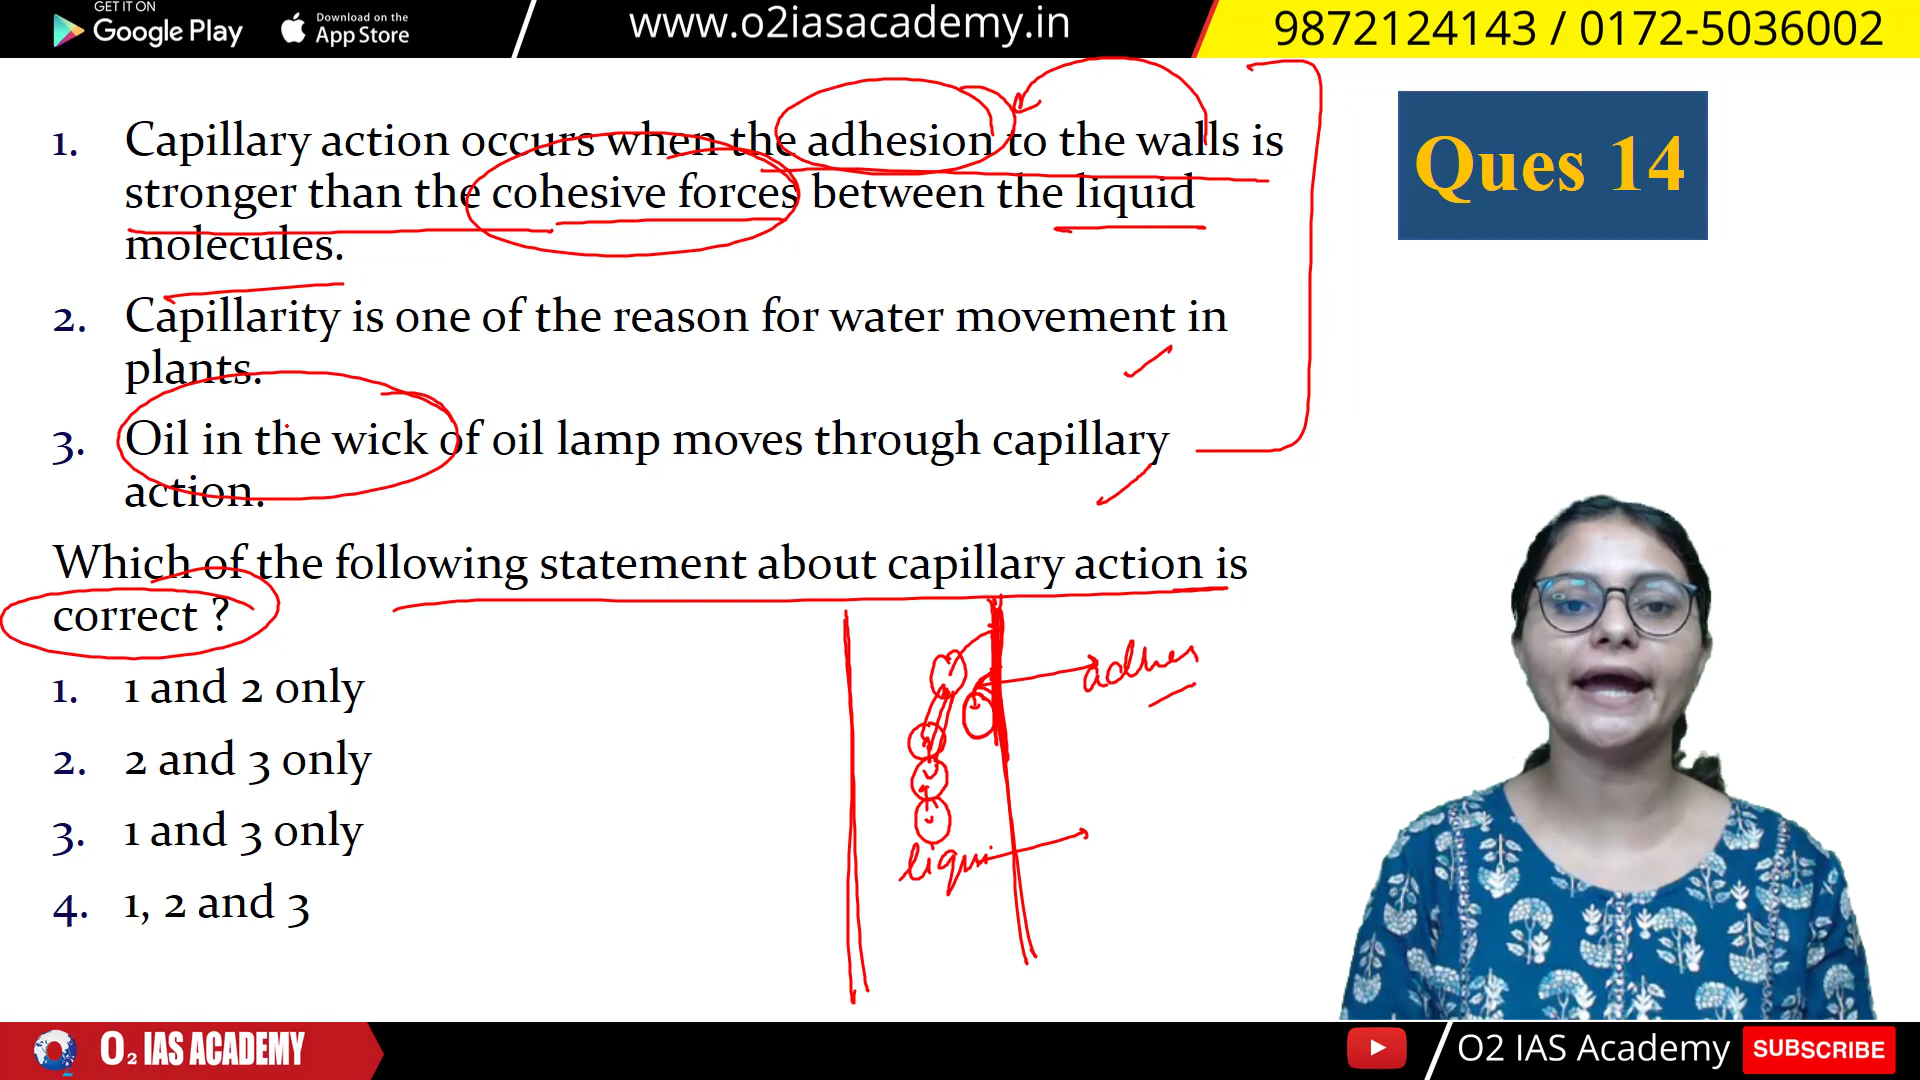 GET IT ON
Google Play
Download on the
App Store
www.o2iasacademy.in
9872124143 / 0172-5036002
Ques 14
1. Capillary action occurs when the adhesion to the walls is
stronger than the cohesive forces between the liquid
molecules.
2. Capillarity is one of the reason for water movement in
plants.
3. Oil in the wick of oil lamp moves through capillary
action.
Which of the following statement about capillary action is
correct ?
1. 1 and 2 only
2. 2 and 3 only
3. 1 and 3 only
4. 1, 2 and 3
adhes
liqui
O2 IAS ACADEMY
O2 IAS Academy
SUBSCRIBE